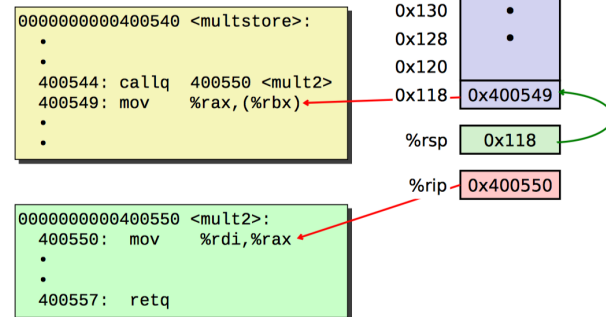 0000000000400540 <multstore>:
•
•
400544: callq 400550 <mult2>
400549: mov %rax,(%rbx)
•
•
0x130 •
0x128 •
0x120
0x118 0x400549
%rsp 0x118
%rip 0x400550
0000000000400550 <mult2>:
400550: mov %rdi,%rax
•
•
400557: retq